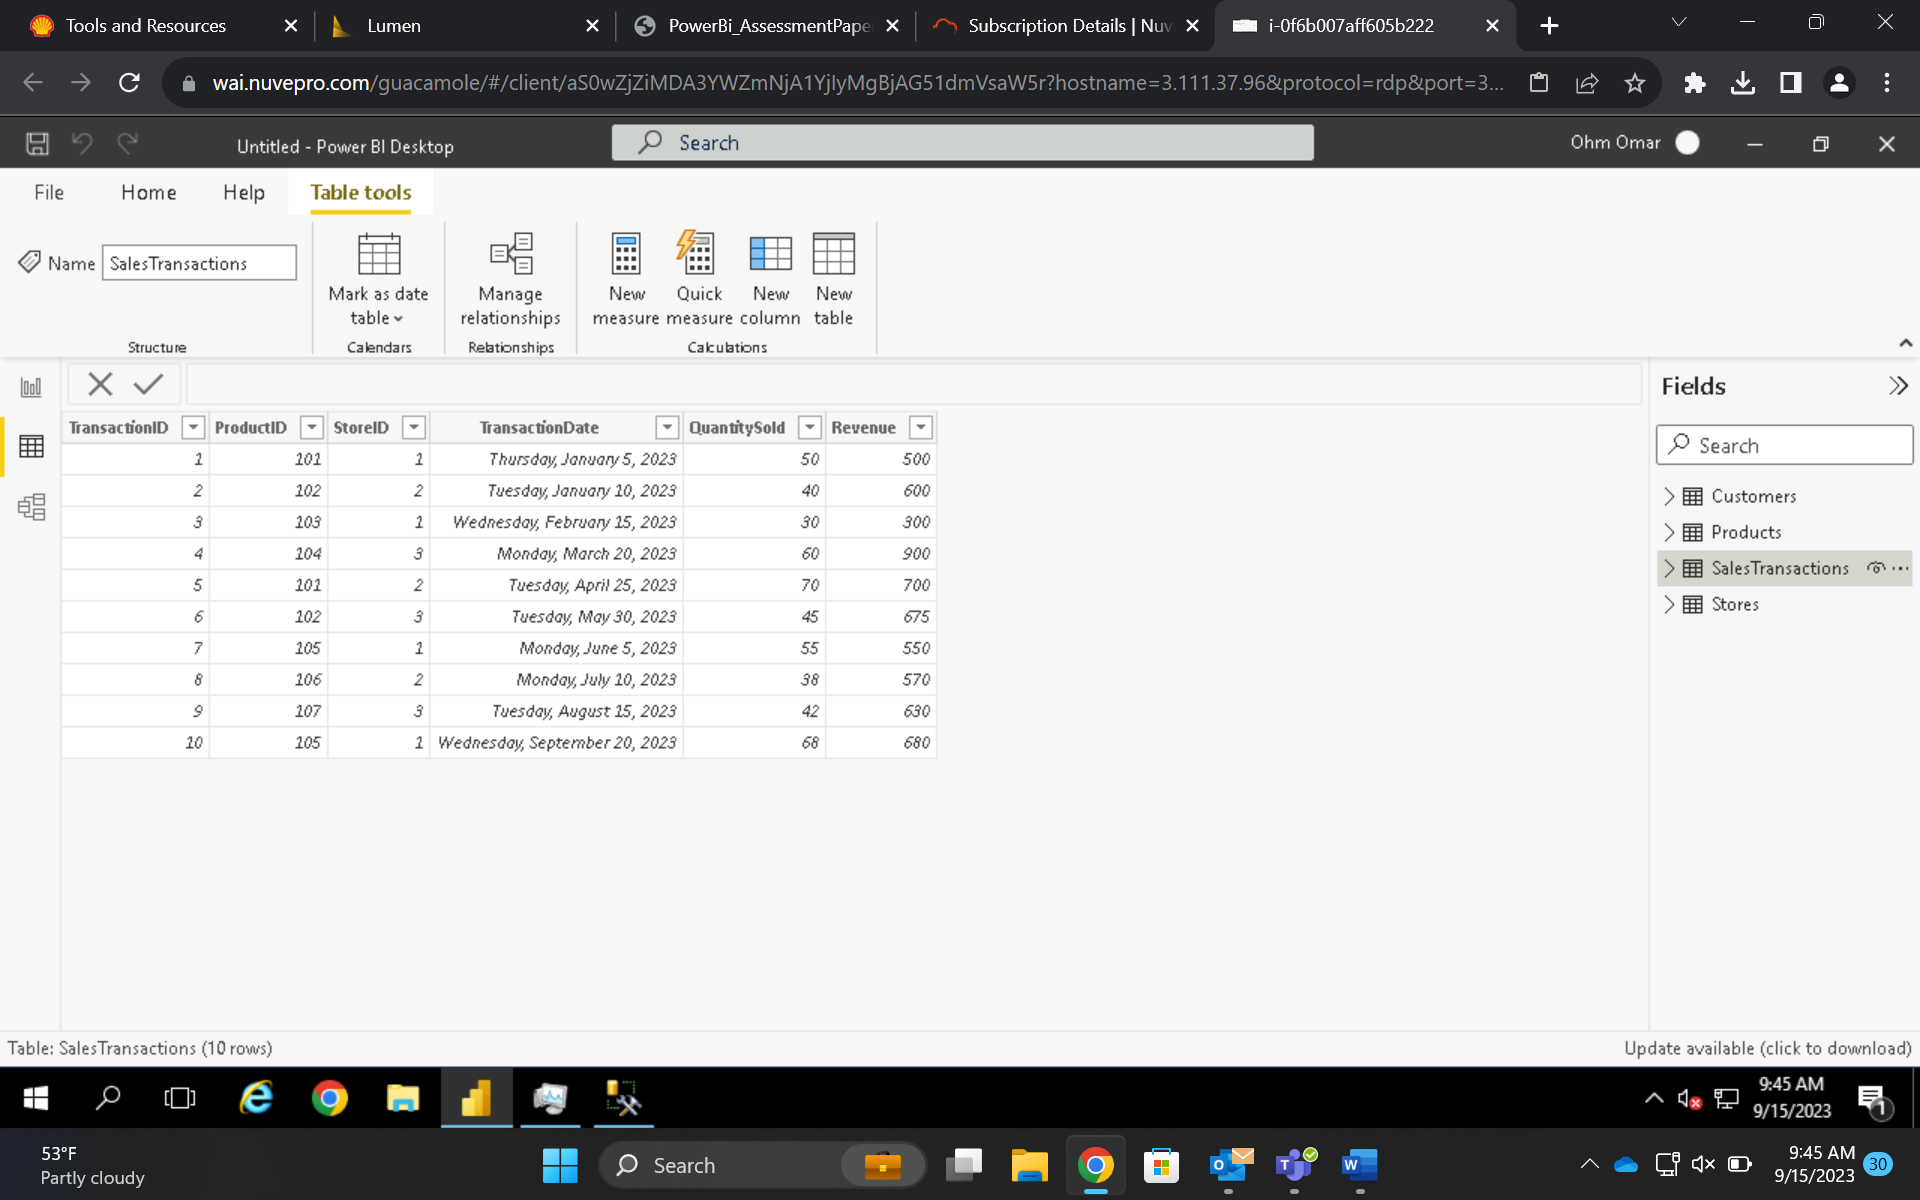 Tools and Resources
Lumen
PowerBi_AssessmentPape
Subscription Details | Nuv
i-0f6b007aff605b222
wai.nuvepro.com/guacamole/#/client/aS0wZjZiMDA3YWZmNjA1YjIyMgBjAG51dmVsaW5r?hostname=3.111.37.96&protocol=rdp&port=3...
Untitled - Power BI Desktop
Search
Ohm Omar
File Home Help Table tools
Name SalesTransactions
Mark as date table
Manage relationships
New measure
Quick measure
New column
New table
Structure Calendars Relationships Calculations
Fields
Search
Customers
Products
SalesTransactions
Stores
TransactionID ProductID StoreID TransactionDate QuantitySold Revenue
1 101 1 Thursday, January 5, 2023 50 500
2 102 2 Tuesday, January 10, 2023 40 600
3 103 1 Wednesday, February 15, 2023 30 300
4 104 3 Monday, March 20, 2023 60 900
5 101 2 Tuesday, April 25, 2023 70 700
6 102 3 Tuesday, May 30, 2023 45 675
7 105 1 Monday, June 5, 2023 55 550
8 106 2 Monday, July 10, 2023 38 570
9 107 3 Tuesday, August 15, 2023 42 630
10 105 1 Wednesday, September 20, 2023 68 680
Table: SalesTransactions (10 rows)
Update available (click to download)
9:45 AM
9/15/2023
1
53°F
Partly cloudy
Search
9:45 AM
9/15/2023
30